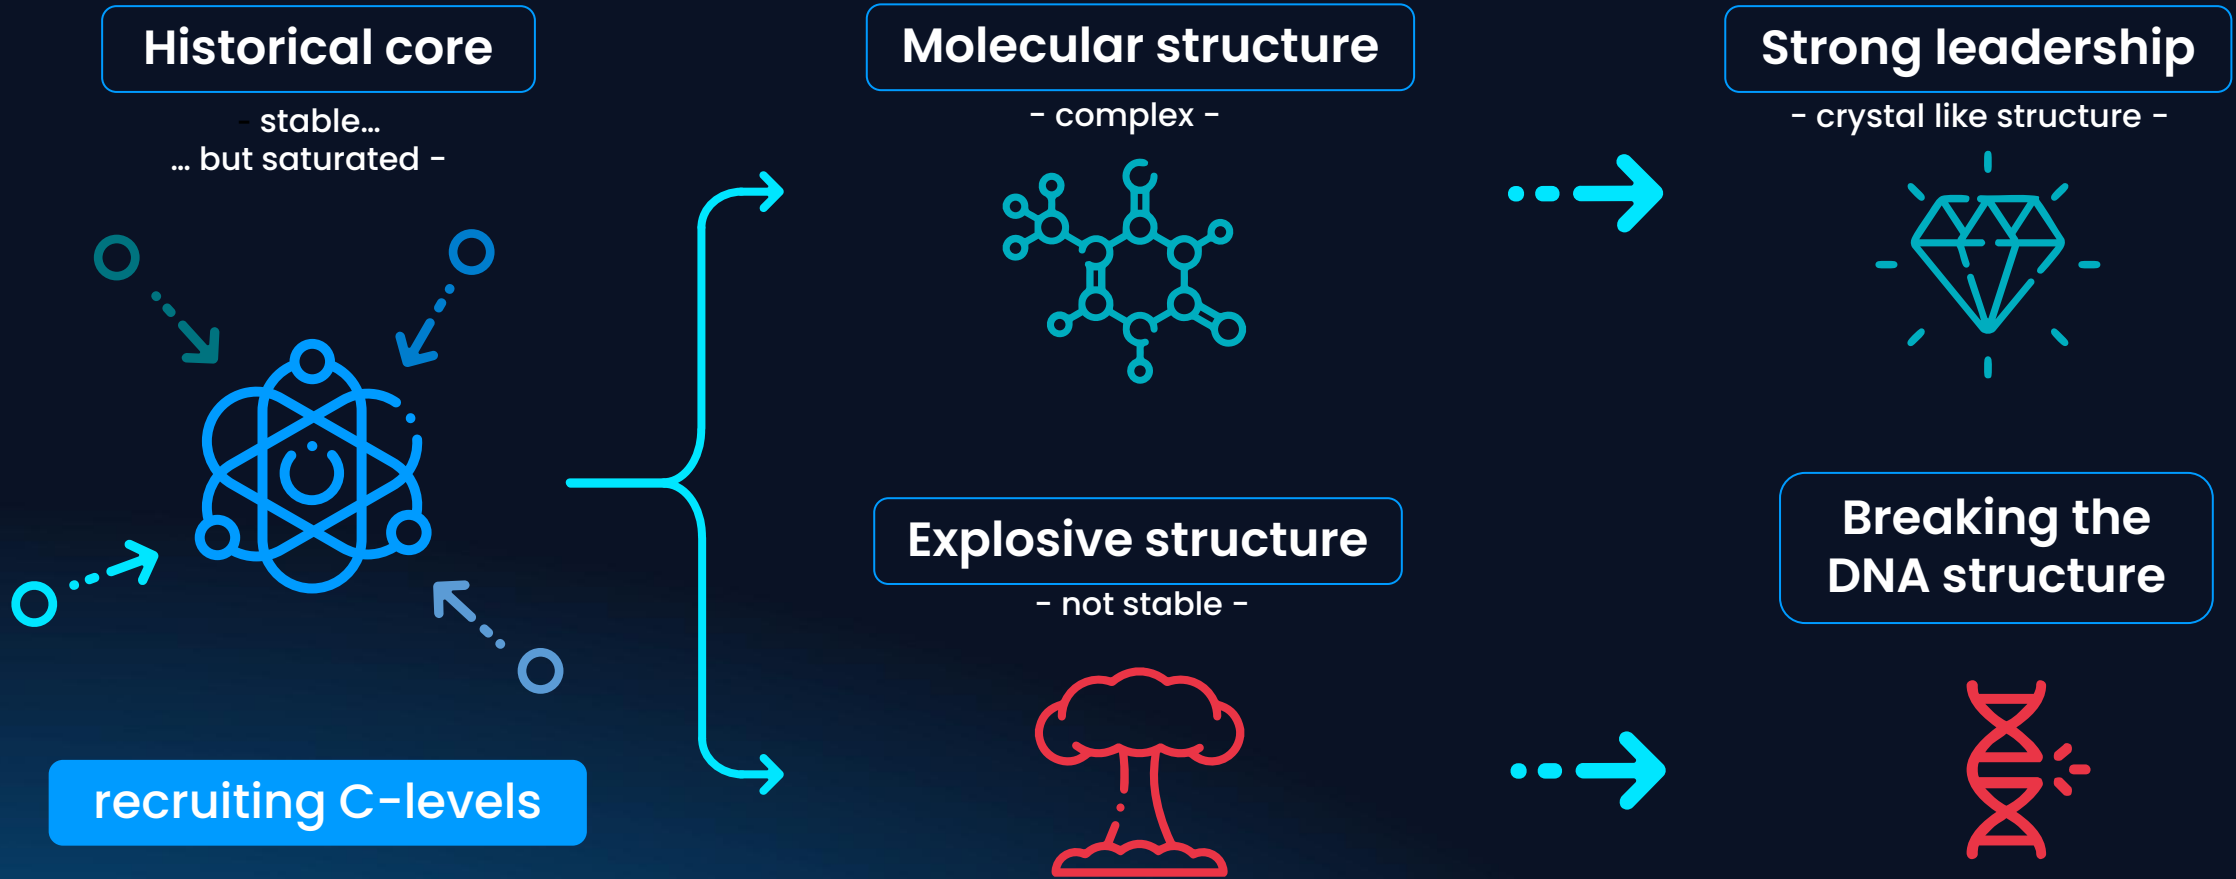 Historical core
- stable...
... but saturated -
recruiting C-levels
Molecular structure
- complex -
Strong leadership
- crystal like structure -
Explosive structure
- not stable -
Breaking the
DNA structure